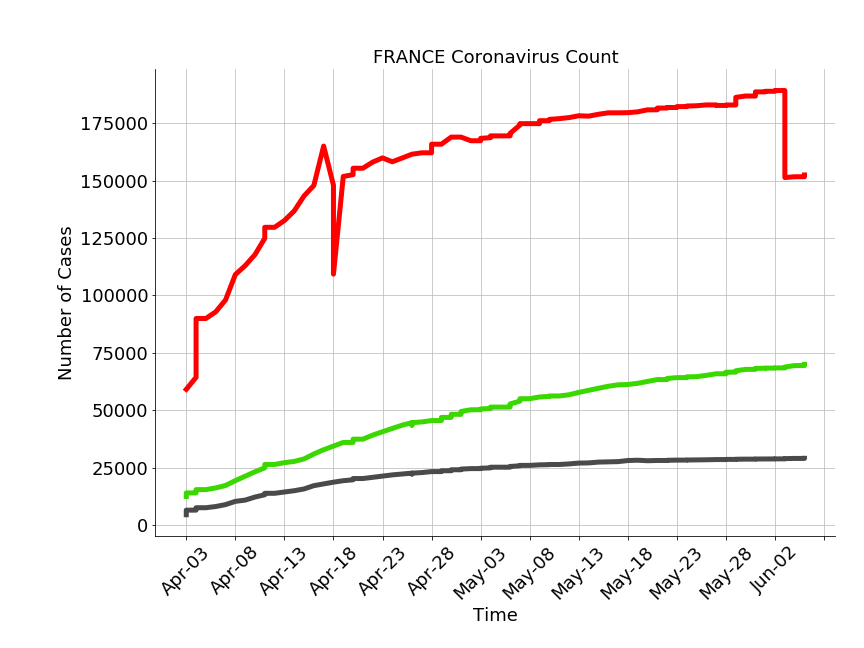 FRANCE Coronavirus Count
Number of Cases
175000
150000
125000
100000
75000
50000
25000
0
Apr-03
Apr-08
Apr-13
Apr-18
Apr-23
Apr-28
May-03
May-08
May-13
May-18
May-23
May-28
Jun-02
Time